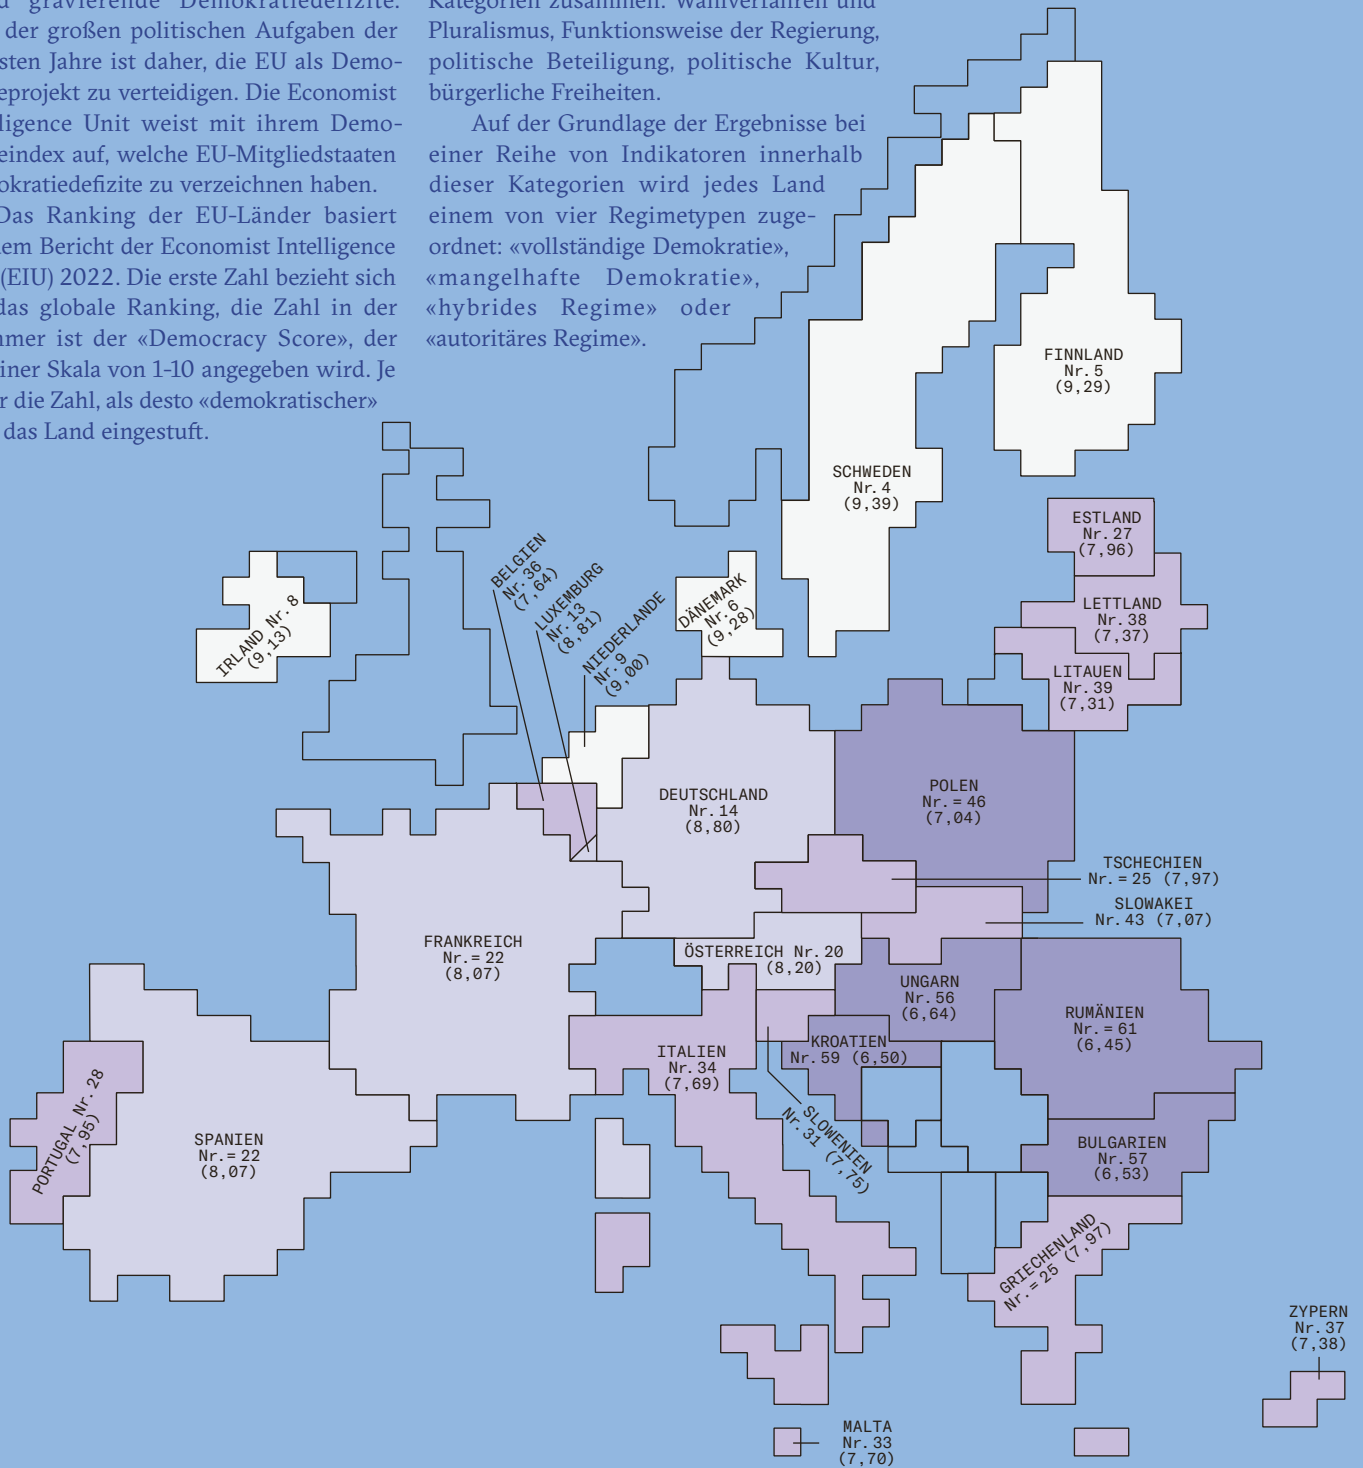 gravierende Demokratiedefizite.
der großen politischen Aufgaben der
sten Jahre ist daher, die EU als Demo-
eprojekt zu verteidigen. Die Economist
lligence Unit weist mit ihrem Demo-
eindex auf, welche EU-Mitgliedstaaten
okratiedefizite zu verzeichnen haben.
Das Ranking der EU-Länder basiert
dem Bericht der Economist Intelligence
(EIU) 2022. Die erste Zahl bezieht sich
das globale Ranking, die Zahl in der
mmer ist der «Democracy Score», der
einer Skala von 1-10 angegeben wird. Je
r die Zahl, als desto «demokratischer»
das Land eingestuft.
Kategorien zusammen: Wahlverfahren und
Pluralismus, Funktionsweise der Regierung,
politische Beteiligung, politische Kultur,
bürgerliche Freiheiten.
Auf der Grundlage der Ergebnisse bei
einer Reihe von Indikatoren innerhalb
dieser Kategorien wird jedes Land
einem von vier Regimetypen zuge-
ordnet: «vollständige Demokratie»,
«mangelhafte Demokratie»,
«hybrides Regime» oder
«autoritäres Regime».
FINNLAND
Nr. 5
(9,29)
SCHWEDEN
Nr. 4
(9,39)
ESTLAND
Nr. 27
(7,96)
LETTLAND
Nr. 38
(7,37)
LITAUEN
Nr. 39
(7,31)
BELGIEN
Nr. 36
(7,64)
LUXEMBURG
Nr. 13
(8,81)
NIEDERLANDE
Nr. 9
(9,00)
DÄNEMARK
Nr. 6
(9,28)
IRLAND Nr. 8
(9,13)
DEUTSCHLAND
Nr. 14
(8,80)
POLEN
Nr. = 46
(7,04)
TSCHECHIEN
Nr. = 25 (7,97)
SLOWAKEI
Nr. 43 (7,07)
FRANKREICH
Nr. = 22
(8,07)
ÖSTERREICH Nr. 20
(8,20)
UNGARN
Nr. 56
(6,64)
RUMÄNIEN
Nr. = 61
(6,45)
KROATIEN
Nr. 59 (6,50)
ITALIEN
Nr. 34
(7,69)
SLOWENIEN
Nr. 31 (7,75)
PORTUGAL Nr. 28
(7,95)
SPANIEN
Nr. = 22
(8,07)
BULGARIEN
Nr. 57
(6,53)
GRIECHENLAND
Nr. = 25 (7,97)
ZYPERN
Nr. 37
(7,38)
MALTA
Nr. 33
(7,70)